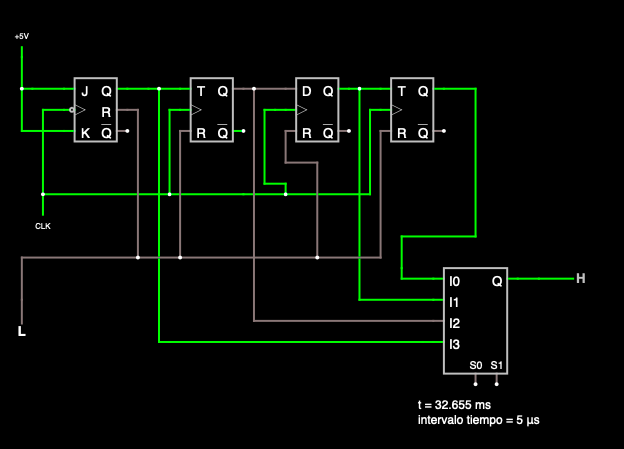 +5V
J Q T Q D Q T Q
R
K Q R Q R Q R Q
CLK
I0 Q H
I1
L I2
I3
S0 S1
t = 32.655 ms
intervalo tiempo = 5 µs